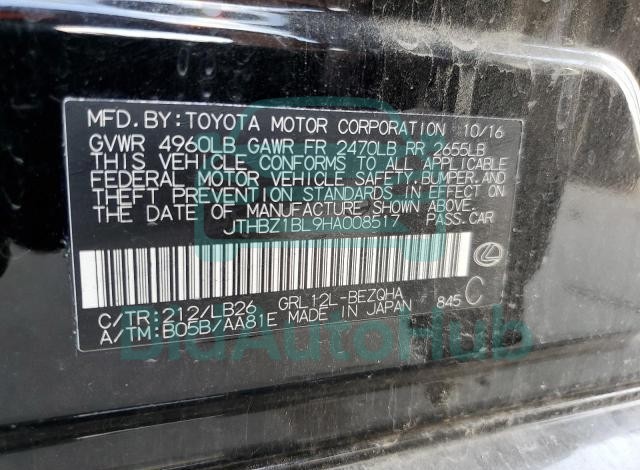 MFD. BY: TOYOTA MOTOR CORPORATION 10/16
GVWR 4960LB GAWR FR 2470LB RR 2655LB
THIS VEHICLE CONFORMS TO ALL APPLICABLE
FEDERAL MOTOR VEHICLE SAFETY, BUMPER, AND
THEFT PREVENTION STANDARDS IN EFFECT ON
THE DATE OF MANUFACTURE SHOWN ABOVE.
JTHBZ1BL9HA008517 PASS. CAR
C/TR: 212/LB26 GRL12L-BEZQHA 845 C
A/TM: B05B/AA81E MADE IN JAPAN
BidAutoHub